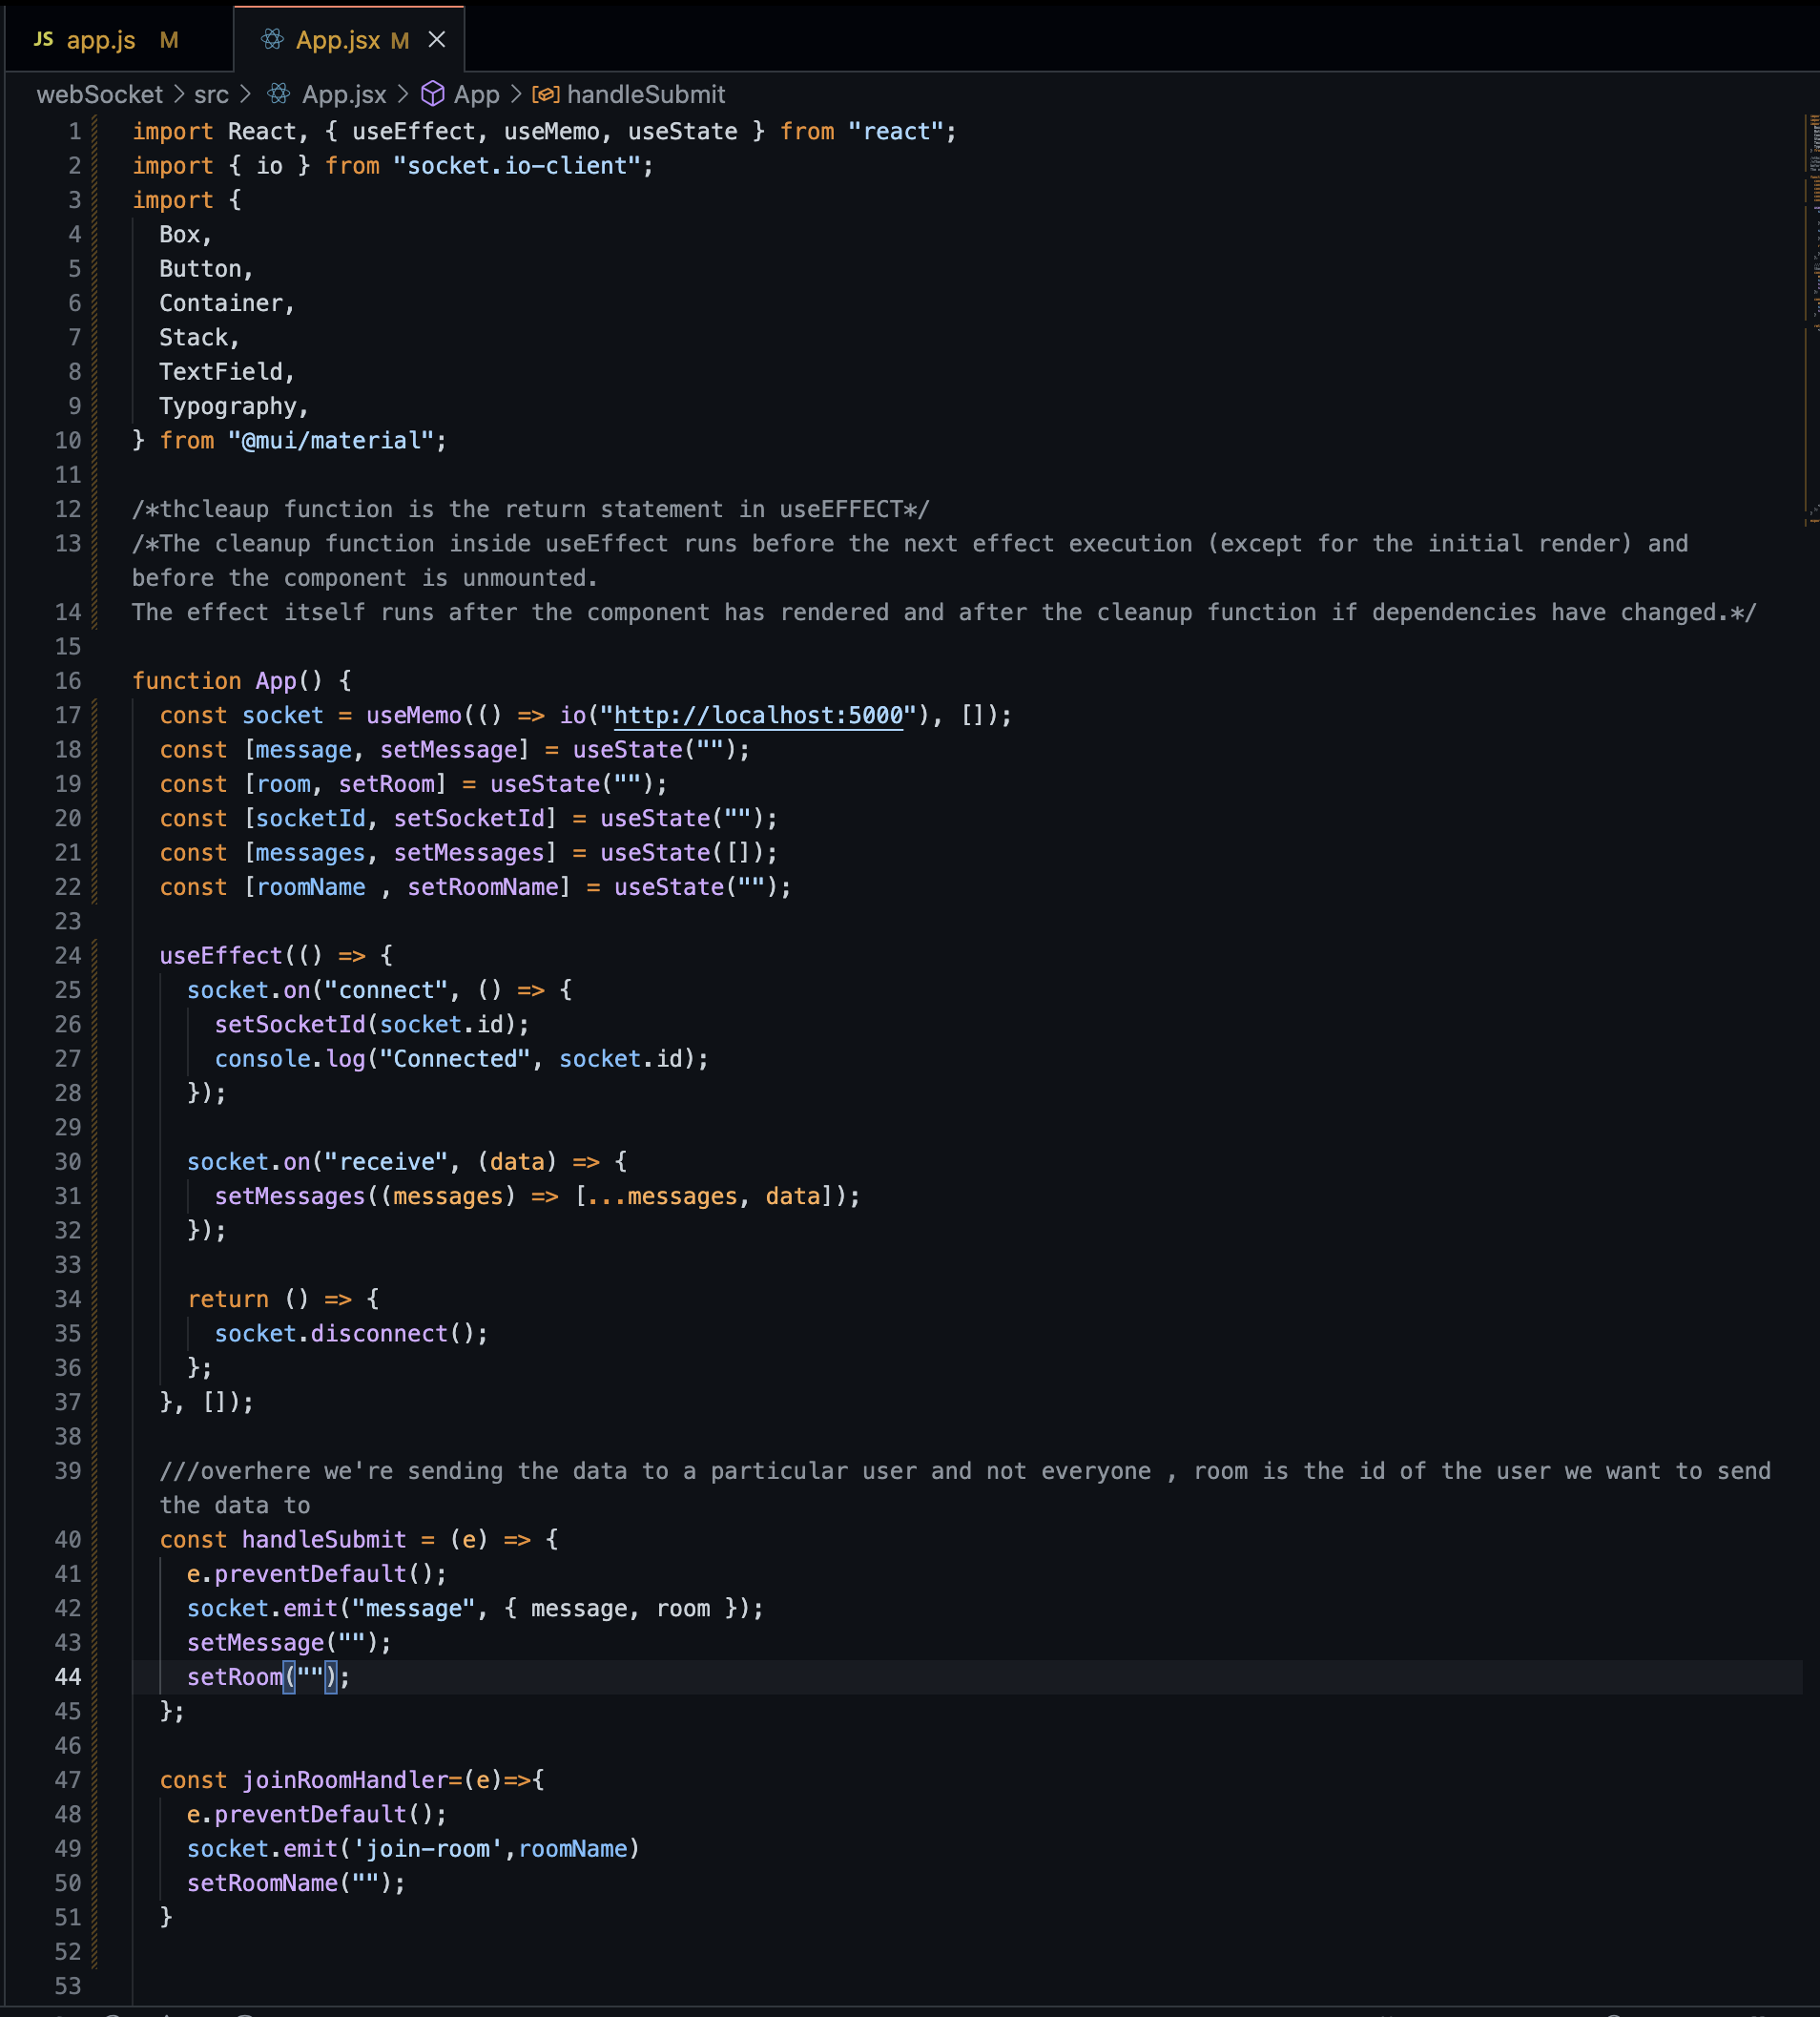 JS app.js M App.jsx M
webSocket > src > App.jsx > App > handleSubmit
1 import React, { useEffect, useMemo, useState } from "react";
2 import { io } from "socket.io-client";
3 import {
4 Box,
5 Button,
6 Container,
7 Stack,
8 TextField,
9 Typography,
10 } from "@mui/material";
11
12 /*thcleaup function is the return statement in useEFFECT*/
13 /*The cleanup function inside useEffect runs before the next effect execution (except for the initial render) and
before the component is unmounted.
14 The effect itself runs after the component has rendered and after the cleanup function if dependencies have changed.*/
15
16 function App() {
17 const socket = useMemo(() => io("http://localhost:5000"), []);
18 const [message, setMessage] = useState("");
19 const [room, setRoom] = useState("");
20 const [socketId, setSocketId] = useState("");
21 const [messages, setMessages] = useState([]);
22 const [roomName , setRoomName] = useState("");
23
24 useEffect(() => {
25 socket.on("connect", () => {
26 setSocketId(socket.id);
27 console.log("Connected", socket.id);
28 });
29
30 socket.on("receive", (data) => {
31 setMessages((messages) => [...messages, data]);
32 });
33
34 return () => {
35 socket.disconnect();
36 };
37 }, []);
38
39 ///overhere we're sending the data to a particular user and not everyone , room is the id of the user we want to send
the data to
40 const handleSubmit = (e) => {
41 e.preventDefault();
42 socket.emit("message", { message, room });
43 setMessage("");
44 setRoom("");
45 };
46
47 const joinRoomHandler=(e)=>{
48 e.preventDefault();
49 socket.emit('join-room',roomName)
50 setRoomName("");
51 }
52
53